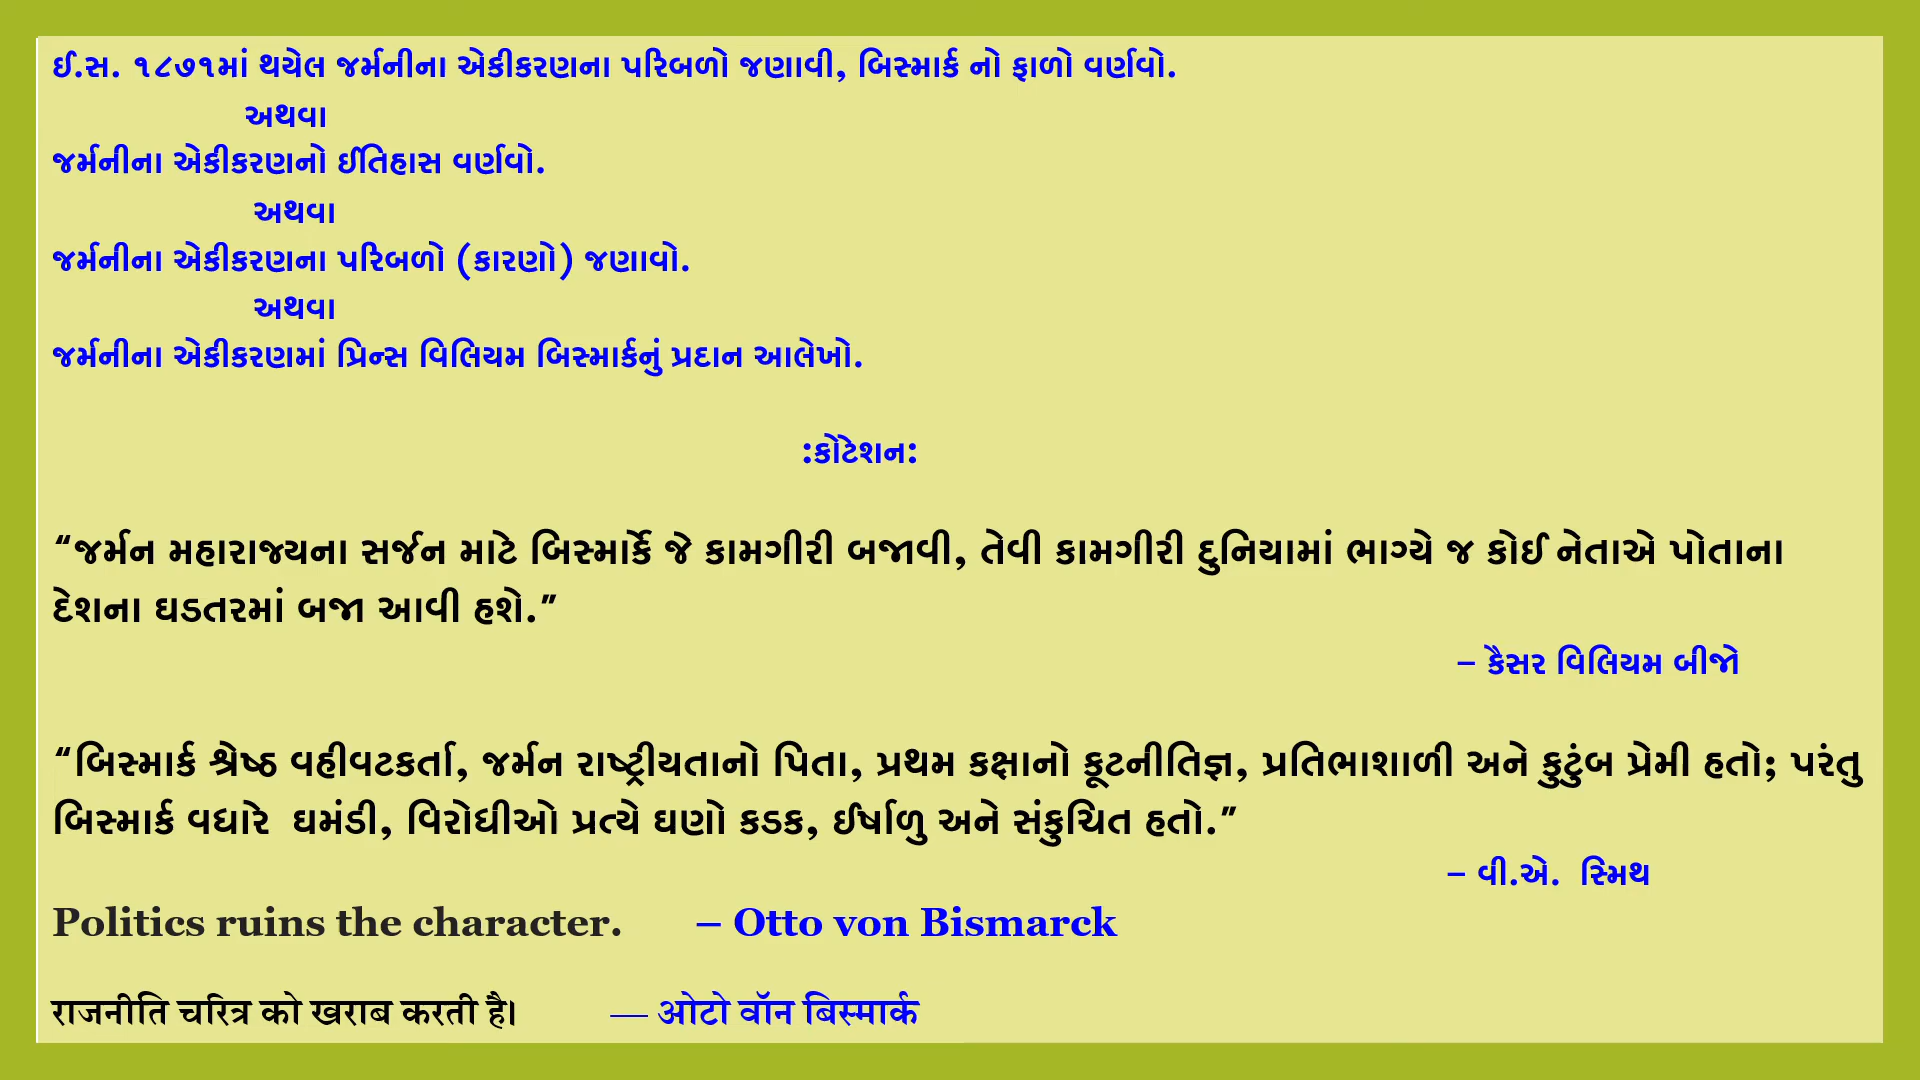 ઈ.સ. ૧૮૭૧માં થયેલ જર્મનીના એકીકરણના પરિબળો જણાવી, બિસ્માર્ક નો ફાળો વર્ણવો.
અથવા
જર્મનીના એકીકરણનો ઈતિહાસ વર્ણવો.
અથવા
જર્મનીના એકીકરણના પરિબળો (કારણો) જણાવો.
અથવા
જર્મનીના એકીકરણમાં પ્રિન્સ વિલિયમ બિસ્માર્કનું પ્રદાન આલેખો.
:કોટેશન:
“જર્મન મહારાજ્યના સર્જન માટે બિસ્માર્કે જે કામગીરી બજાવી, તેવી કામગીરી દુનિયામાં ભાગ્યે જ કોઈ નેતાએ પોતાના
દેશના ઘડતરમાં બજા આવી હશે.”
– કૈસર વિલિયમ બીજો
“બિસ્માર્ક શ્રેષ્ઠ વહીવટકર્તા, જર્મન રાષ્ટ્રીયતાનો પિતા, પ્રથમ કક્ષાનો કૂટનીતિજ્ઞ, પ્રતિભાશાળી અને કુટુંબ પ્રેમી હતો; પરંતુ
બિસ્માર્ક વધારે ઘમંડી, વિરોધીઓ પ્રત્યે ઘણો કડક, ઈર્ષાળુ અને સંકુચિત હતો.”
– વી.એ. સ્મિથ
Politics ruins the character. – Otto von Bismarck
राजनीति चरित्र को खराब करती है। — ओटो वॉन बिस्मार्क